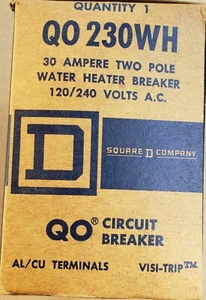 QUANTITY 1
QO 230WH
30 AMPERE TWO POLE
WATER HEATER BREAKER
120/240 VOLTS A.C.
D
SQUARE D COMPANY
QO® CIRCUIT
BREAKER
AL/CU TERMINALS VISI-TRIP™